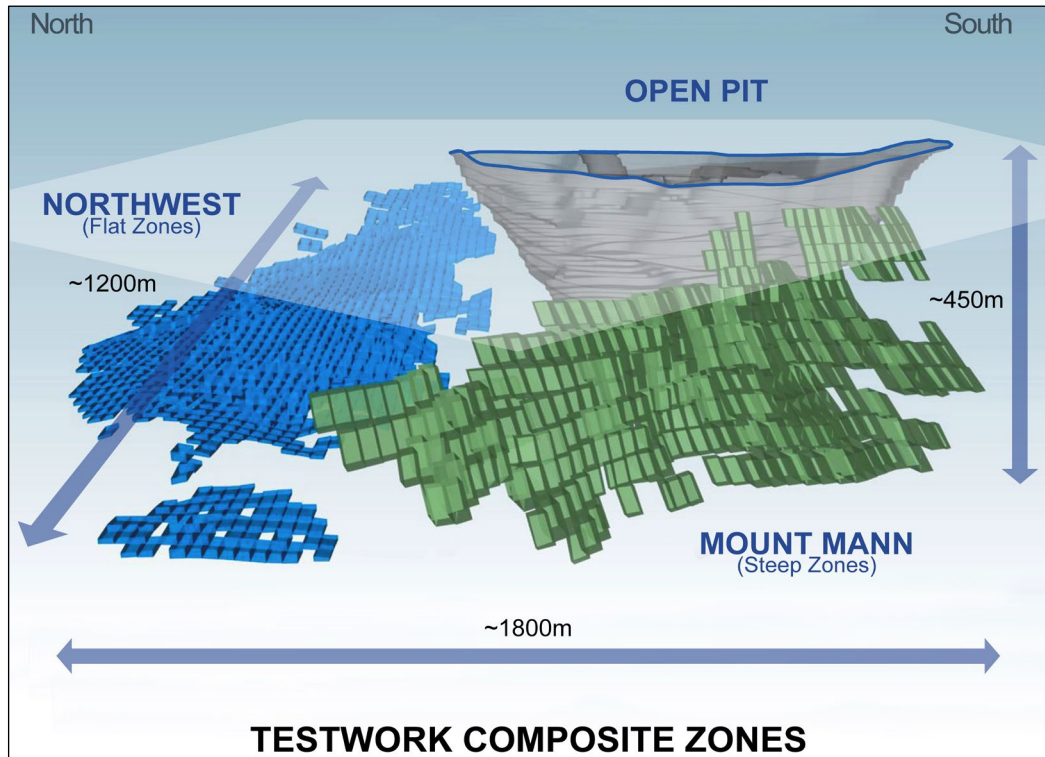 North
South
OPEN PIT
NORTHWEST
(Flat Zones)
~1200m
~450m
MOUNT MANN
(Steep Zones)
~1800m
TESTWORK COMPOSITE ZONES